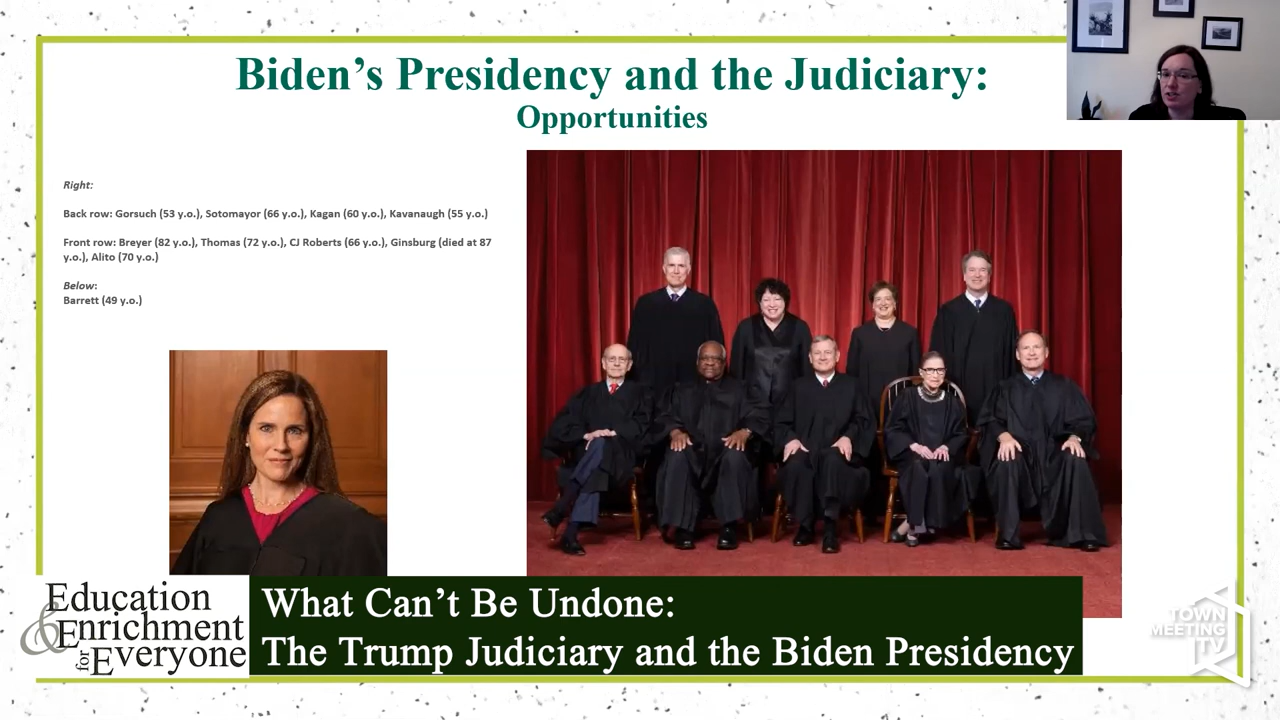 Biden's Presidency and the Judiciary:
Opportunities
Right:
Back row: Gorsuch (53 y.o.), Sotomayor (66 y.o.), Kagan (60 y.o.), Kavanaugh (55 y.o.)
Front row: Breyer (82 y.o.), Thomas (72 y.o.), CJ Roberts (66 y.o.), Ginsburg (died at 87
y.o.), Alito (70 y.o.)
Below:
Barrett (49 y.o.)
Education
& Enrichment
for Everyone
What Can't Be Undone:
The Trump Judiciary and the Biden Presidency
TOWN
MEETING
TV